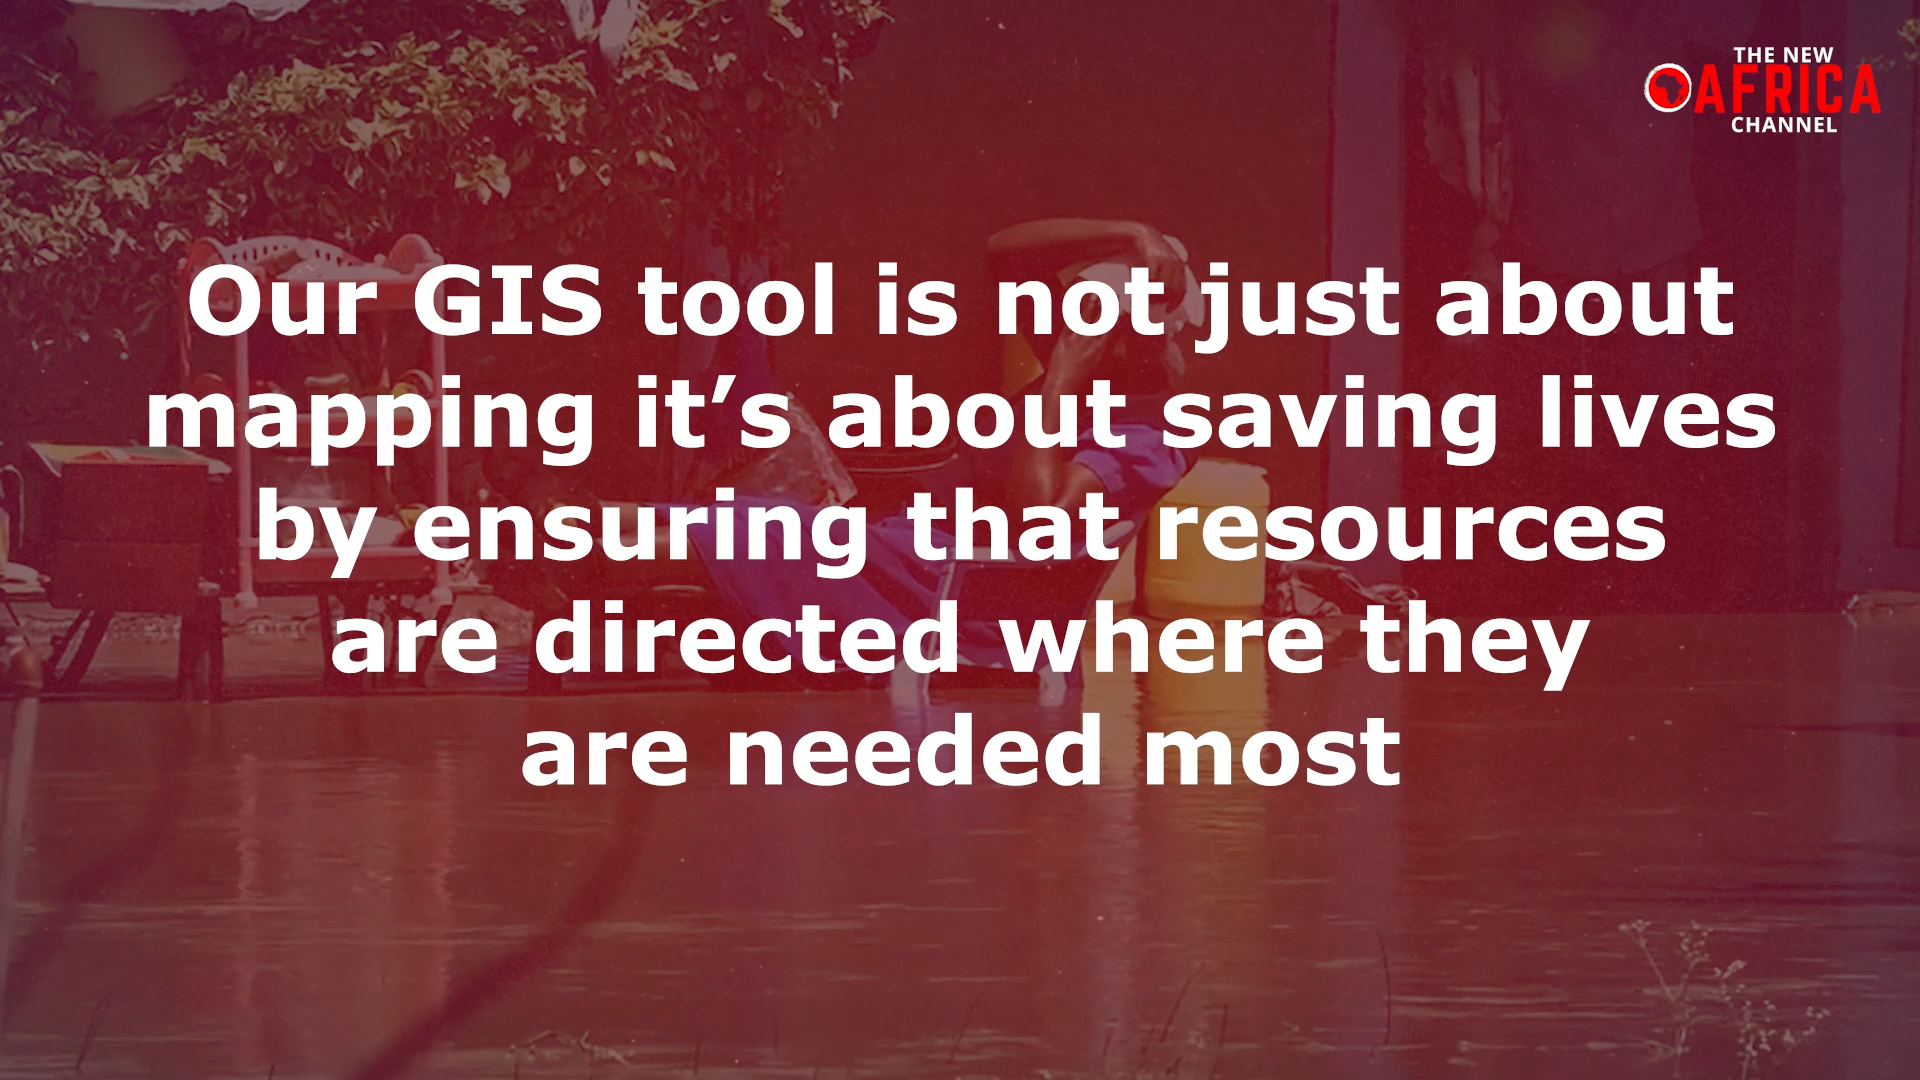 THE NEW
AFRICA
CHANNEL
Our GIS tool is not just about
mapping it’s about saving lives
by ensuring that resources
are directed where they
are needed most